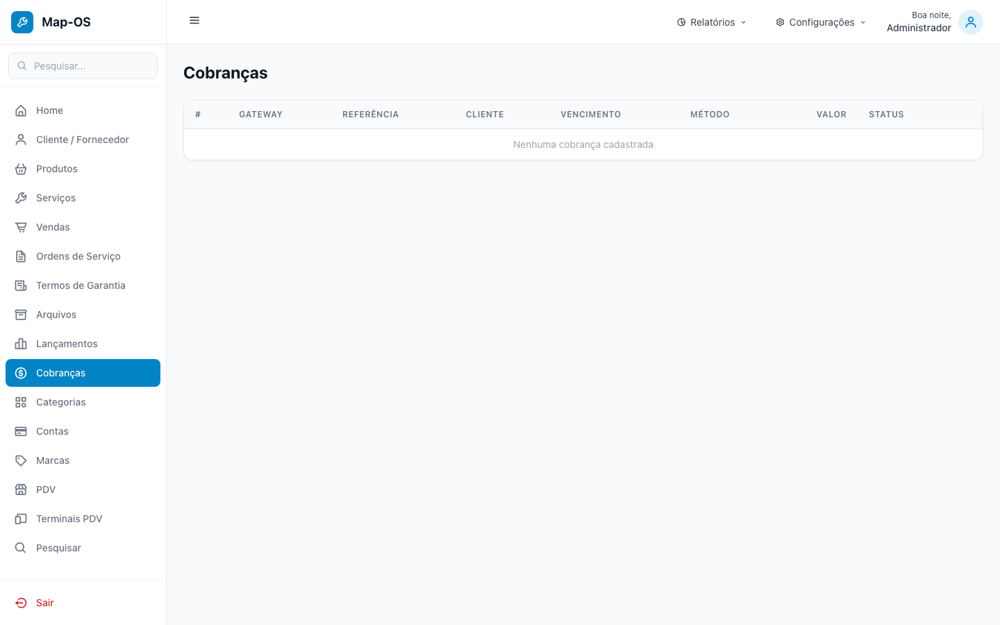 Map-OS
Relatórios
Configurações
Boa noite,
Administrador
Pesquisar...
Home
Cliente / Fornecedor
Produtos
Serviços
Vendas
Ordens de Serviço
Termos de Garantia
Arquivos
Lançamentos
Cobranças
Categorias
Contas
Marcas
PDV
Terminais PDV
Pesquisar
Sair
Cobranças
# GATEWAY REFERÊNCIA CLIENTE VENCIMENTO MÉTODO VALOR STATUS
Nenhuma cobrança cadastrada